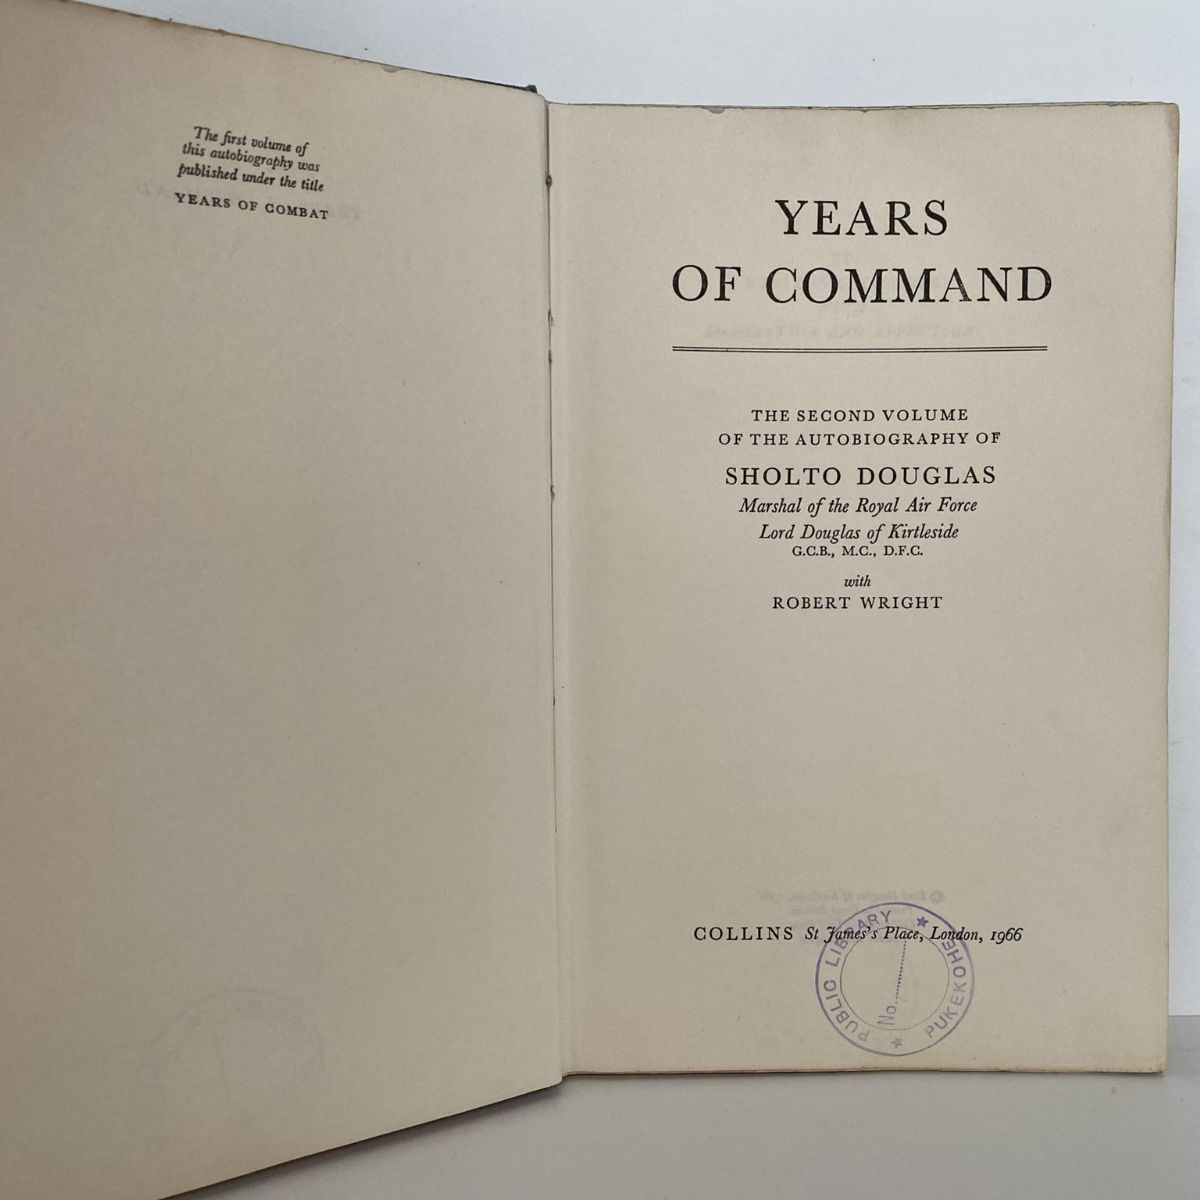 The first volume of
this autobiography was
published under the title
YEARS OF COMBAT
YEARS
OF COMMAND
THE SECOND VOLUME
OF THE AUTOBIOGRAPHY OF
SHOLTO DOUGLAS
Marshal of the Royal Air Force
Lord Douglas of Kirtleside
G.C.B., M.C., D.F.C.
with
ROBERT WRIGHT
COLLINS St James's Place, London, 1966
PUBLIC LIBRARY ★ PUKEKOHE ★
No..........